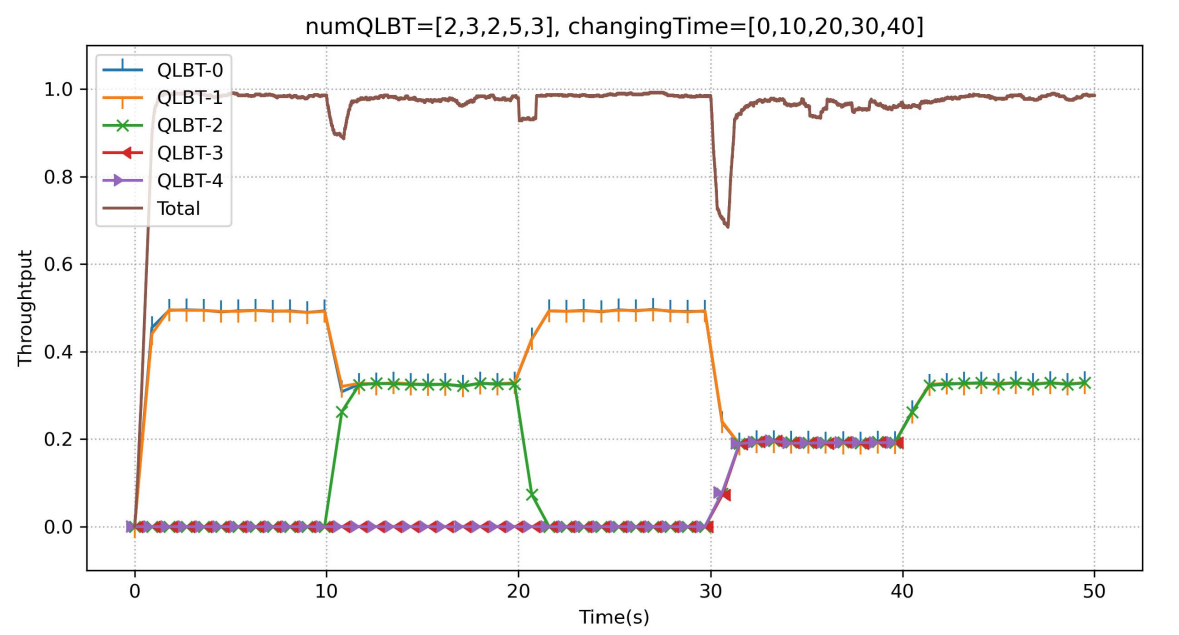 numQLBT=[2,3,2,5,3], changingTime=[0,10,20,30,40]
QLBT-0
QLBT-1
QLBT-2
QLBT-3
QLBT-4
Total
Throughtput
1.0
0.8
0.6
0.4
0.2
0.0
0 10 20 30 40 50
Time(s)